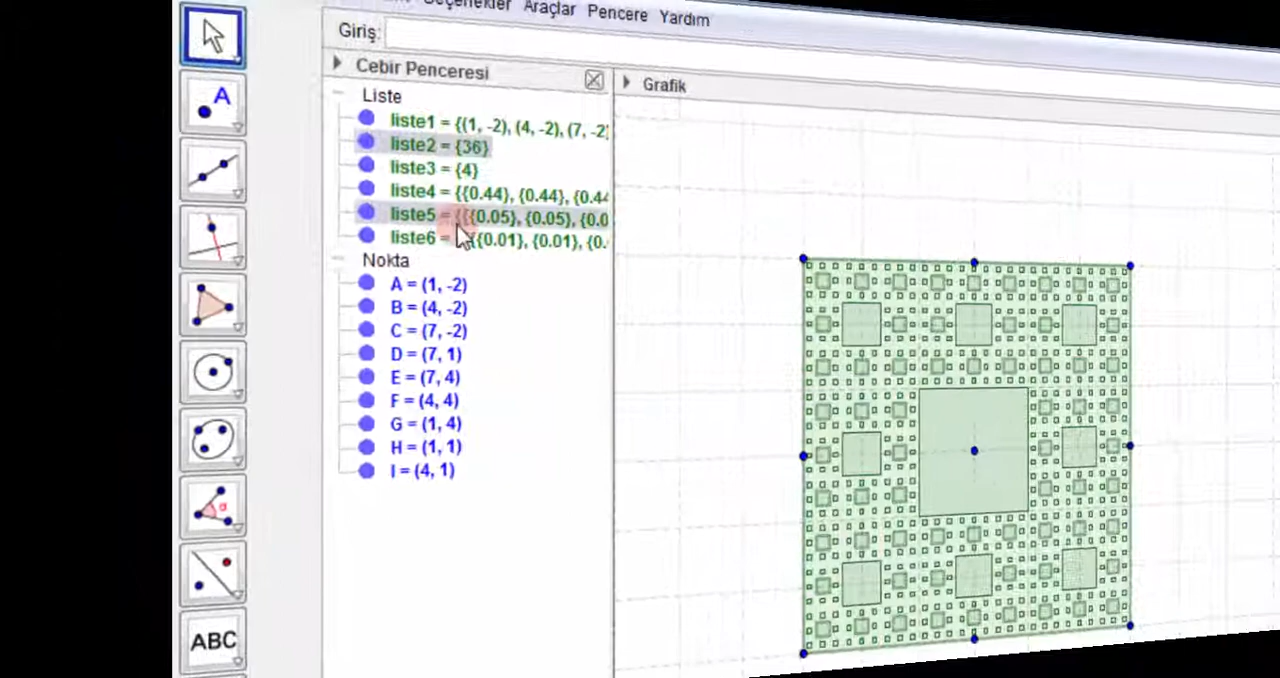 Seçenekler Araçlar Pencere Yardım
Giriş:
Cebir Penceresi
Grafik
Liste
liste1 = {(1, -2), (4, -2), (7, -2)
liste2 = {36}
liste3 = {4}
liste4 = {{0.44}, {0.44}, {0.44
liste5 = {{{0.05}, {0.05}, {0.0
liste6 = {{0.01}, {0.01}, {0.
Nokta
A = (1, -2)
B = (4, -2)
C = (7, -2)
D = (7, 1)
E = (7, 4)
F = (4, 4)
G = (1, 4)
H = (1, 1)
I = (4, 1)
A
α
ABC